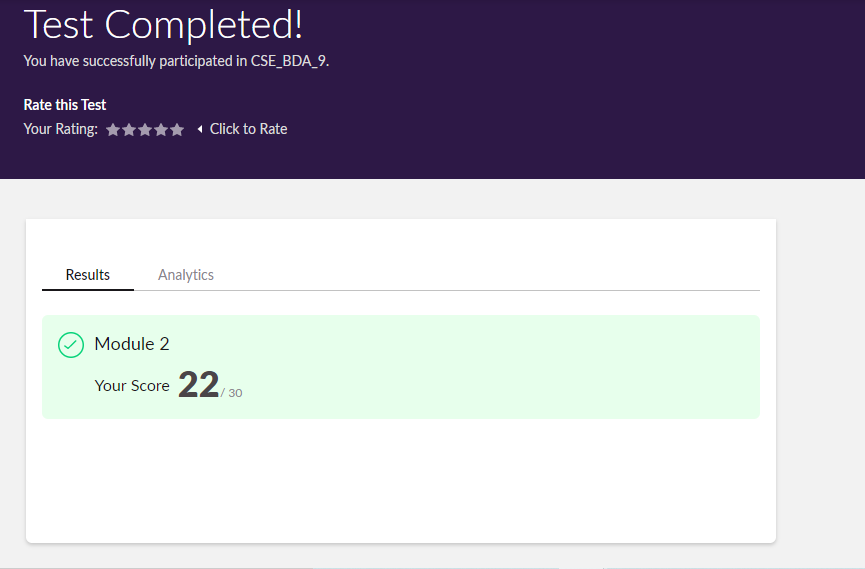 Test Completed!
You have successfully participated in CSE_BDA_9.
Rate this Test
Your Rating: Click to Rate
Results Analytics
Module 2
Your Score 22 / 30